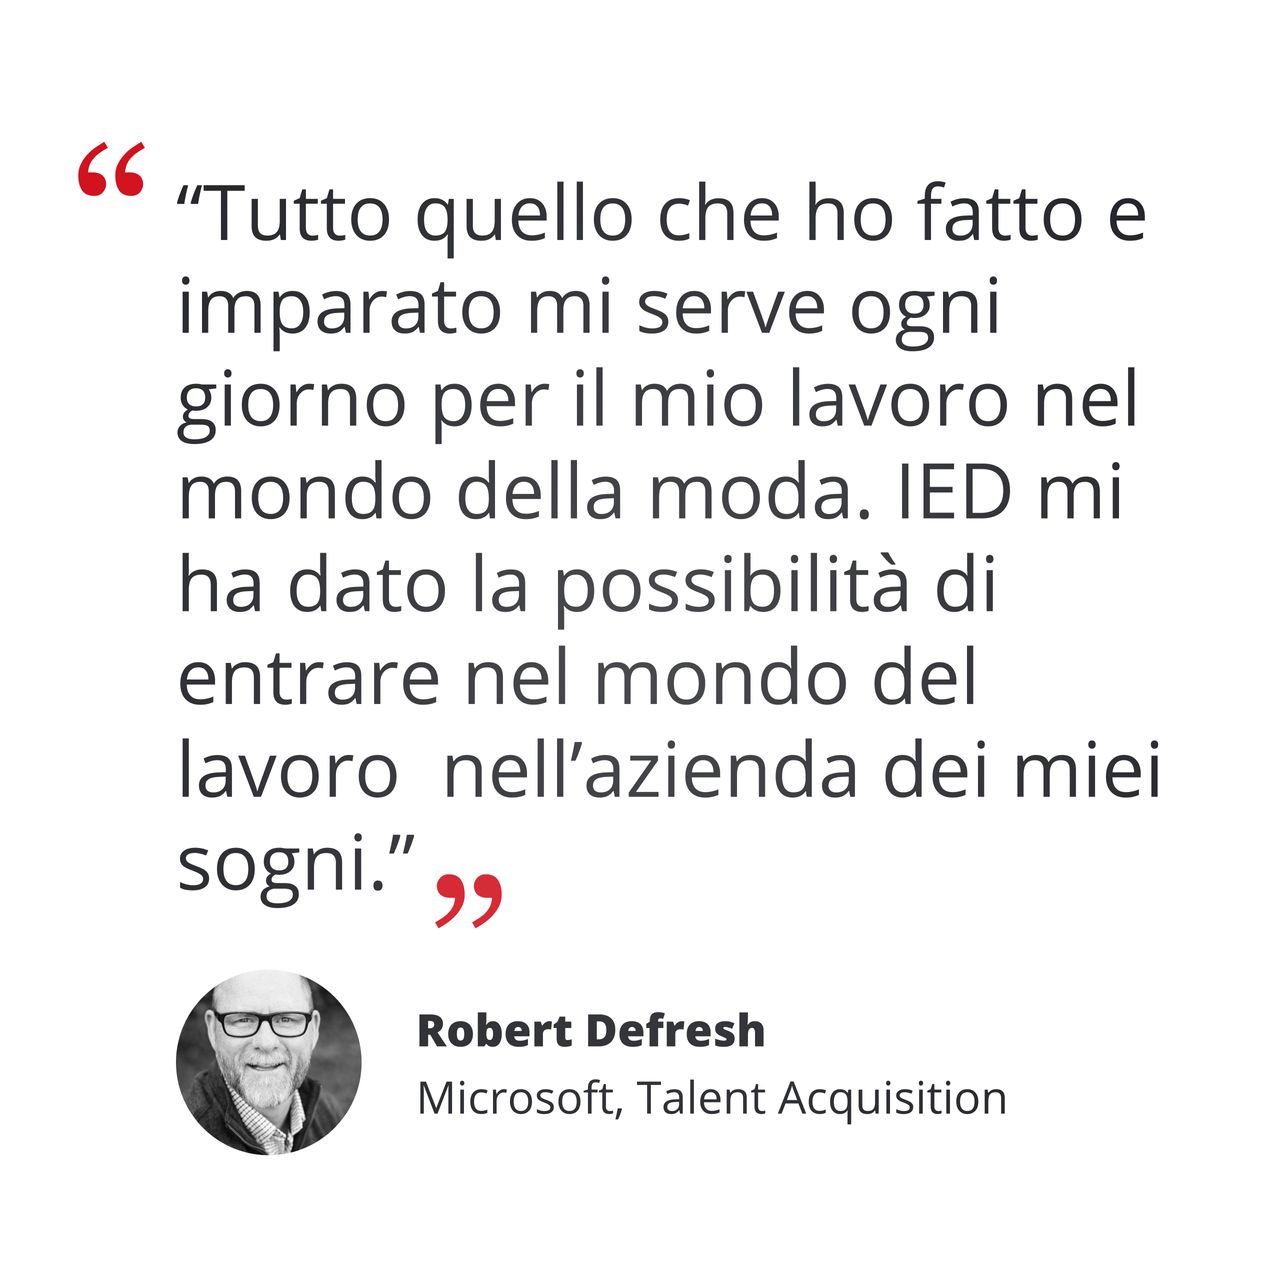 “Tutto quello che ho fatto e
imparato mi serve ogni
giorno per il mio lavoro nel
mondo della moda. IED mi
ha dato la possibilità di
entrare nel mondo del
lavoro  nell’azienda dei miei
sogni.”
Robert Defresh
Microsoft, Talent Acquisition